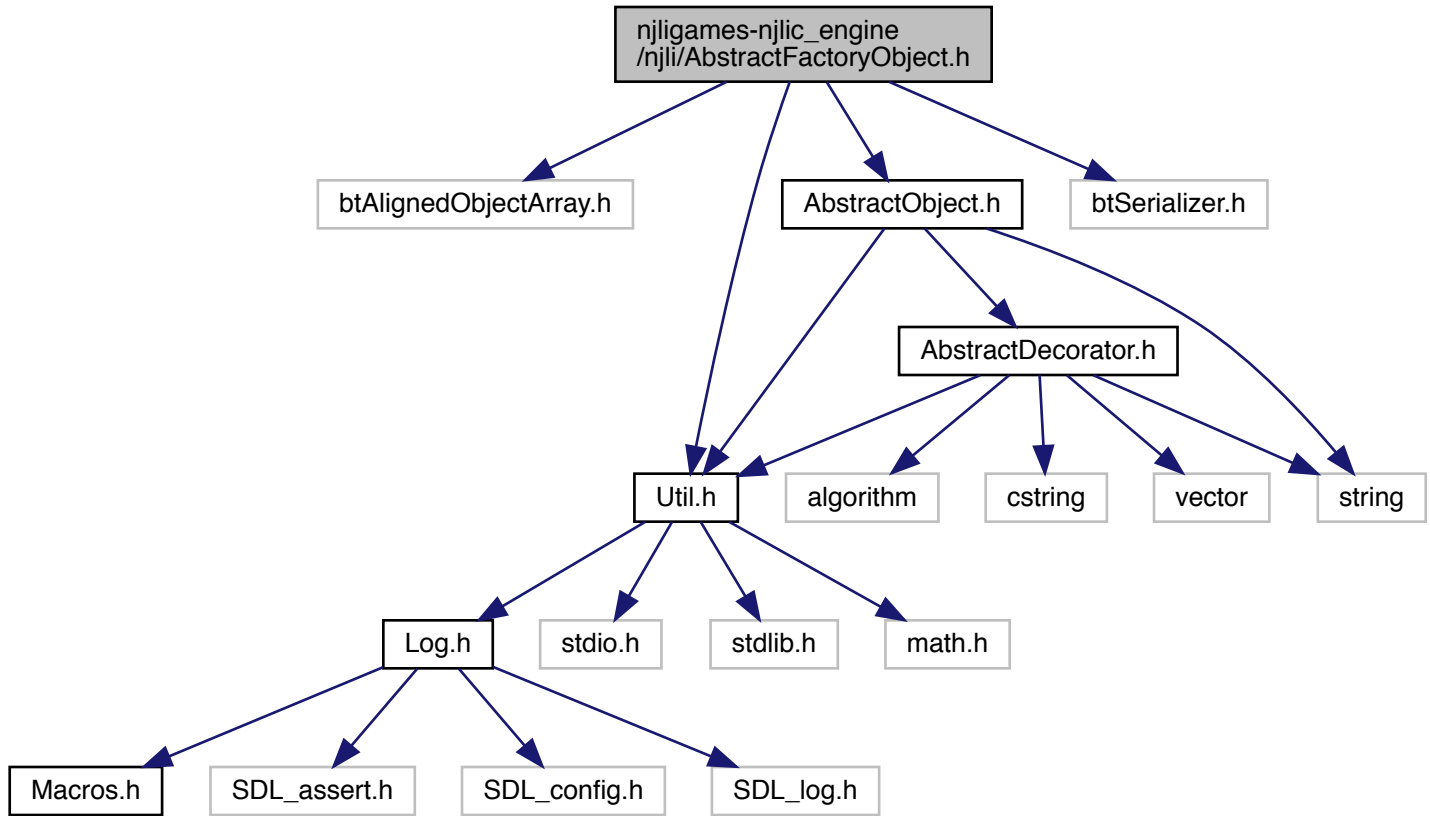 njligames-njlic_engine
/njli/AbstractFactoryObject.h
btAlignedObjectArray.h
AbstractObject.h
btSerializer.h
AbstractDecorator.h
Util.h
algorithm
cstring
vector
string
Log.h
stdio.h
stdlib.h
math.h
Macros.h
SDL_assert.h
SDL_config.h
SDL_log.h